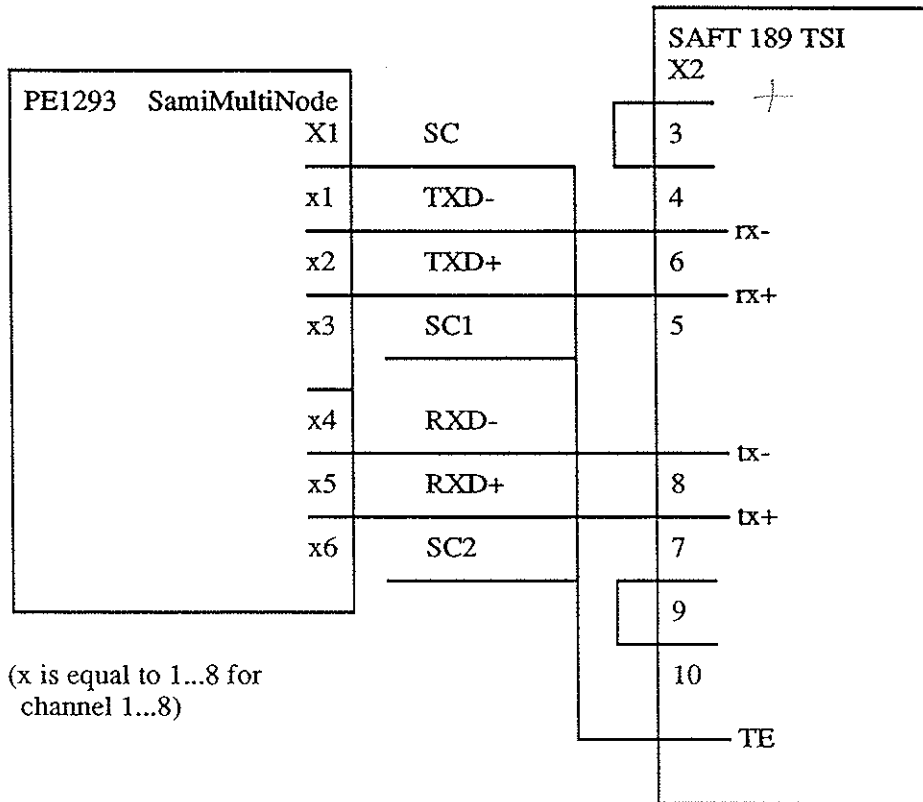 SAFT 189 TSI
X2
PE1293 SamiMultiNode
X1 SC
3
x1 TXD-
4
rx-
x2 TXD+
6
rx+
x3 SC1
5
x4 RXD-
tx-
x5 RXD+
8
tx+
x6 SC2
7
9
10
(x is equal to 1...8 for
channel 1...8)
TE